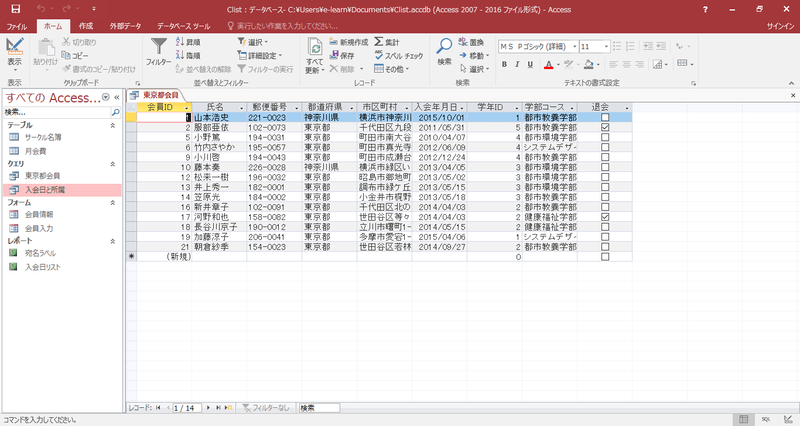 Clist : データベース- C:¥Users¥e-learn¥Documents¥Clist.accdb (Access 2007 - 2016 ファイル形式) - Access
サインイン
ファイル ホーム 作成 外部データ データベース ツール 実行したい作業を入力してください...
表示 貼り付け 切り取り コピー 書式のコピー/貼り付け
フィルター 昇順 降順 並べ替えの解除 選択 詳細設定 フィルターの実行
すべて更新 新規作成 保存 削除 集計 スペル チェック その他
検索 置換 移動 選択
MS Pゴシック (詳細) 11
B I U A
表示 クリップボード 並べ替えとフィルター レコード 検索 テキストの書式設定
すべての Access...
検索...
テーブル
サークル名簿
月会費
クエリ
東京都会員
入会日と所属
フォーム
会員情報
会員入力
レポート
宛名ラベル
入会日リスト
東京都会員
会員ID 氏名 郵便番号 都道府県 市区町村 入会年月日 学年ID 学部コース 退会
1 山本浩史 221-0023 神奈川県 横浜市神奈川 2015/10/01 1 都市教養学部
2 服部亜依 102-0073 東京都 千代田区九段 2011/05/31 5 都市教養学部
5 小野篤 194-0031 東京都 町田市南大谷 2010/04/07 4 都市環境学部
6 竹内さやか 195-0057 東京都 町田市真光寺 2012/06/09 4 システムデザイ
9 小川啓 194-0043 東京都 町田市成瀬台 2012/12/24 4 都市教養学部
10 藤本奏 226-0028 神奈川県 横浜市緑区い 2013/04/05 3 都市環境学部
12 松来一樹 196-0032 東京都 昭島市郷地町 2013/05/02 3 都市環境学部
13 井上秀一 182-0001 東京都 調布市緑ケ丘 2013/05/15 3 都市環境学部
14 笠原光 184-0002 東京都 小金井市梶野 2013/05/18 3 都市教養学部
16 新井章子 102-0091 東京都 千代田区北の 2014/04/03 2 都市教養学部
17 河野和也 158-0082 東京都 世田谷区等々 2014/04/03 2 健康福祉学部
18 長谷川京子 190-0012 東京都 立川市曙町1- 2014/05/15 2 健康福祉学部
19 加藤涼子 206-0041 東京都 多摩市愛宕1- 2015/04/06 1 システムデザイ
21 朝倉紗季 154-0023 東京都 世田谷区若林 2014/09/27 2 都市教養学部
(新規) 0
レコード: 1 / 14 フィルターなし 検索
コマンドを入力してください。
SQL